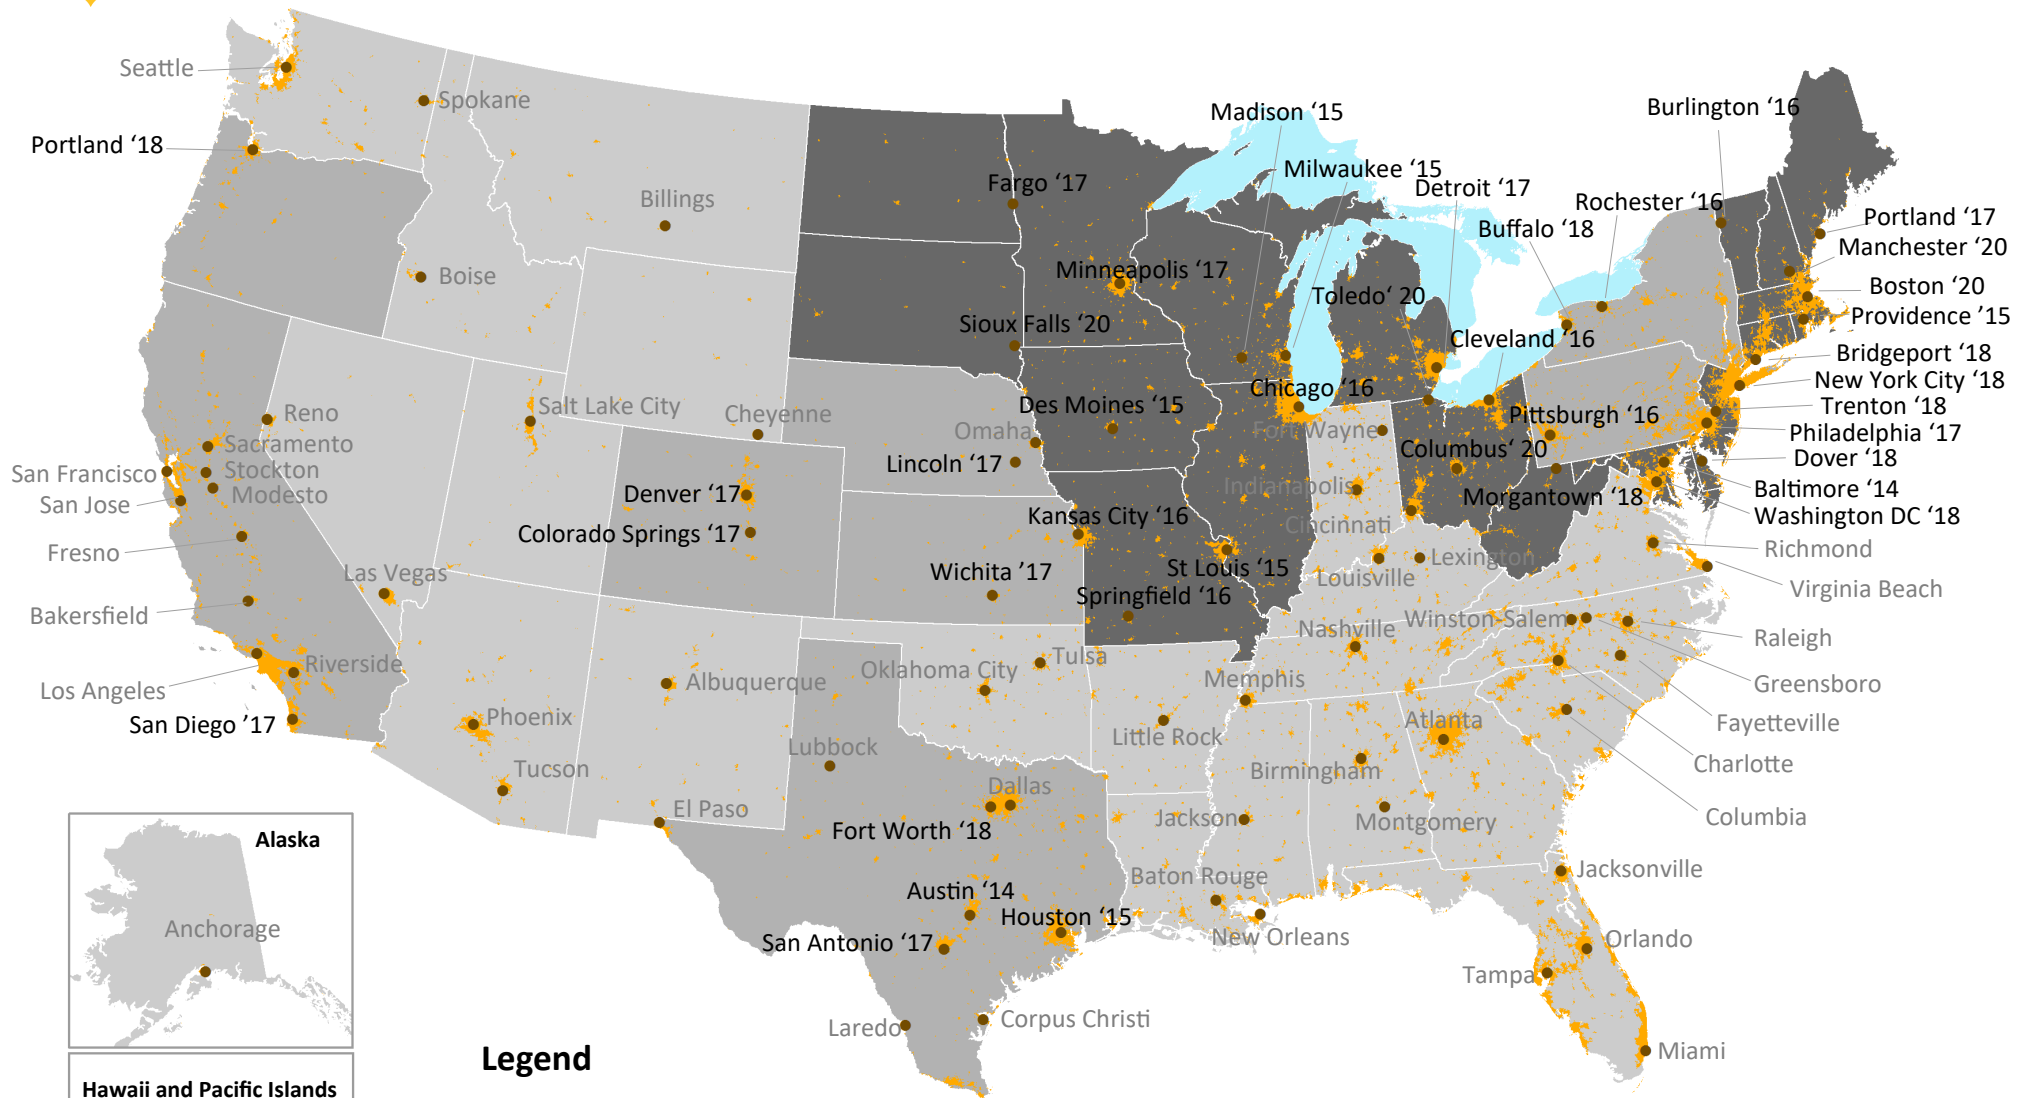 Seattle
Spokane
Portland ‘18
Billings
Boise
Fargo ‘17
Madison ‘15
Milwaukee ‘15
Detroit ‘17
Burlington ‘16
Rochester ‘16
Buffalo ‘18
Portland ‘17
Manchester ‘20
Boston ‘20
Providence ’15
Bridgeport ‘18
New York City ‘18
Trenton ‘18
Philadelphia ‘17
Dover ‘18
Baltimore ‘14
Washington DC ‘18
Minneapolis ‘17
Toledo‘ 20
Sioux Falls ‘20
Cleveland ‘16
Chicago ‘16
Des Moines ‘15
Pittsburgh ‘16
Fort Wayne
Columbus‘ 20
Omaha
Lincoln ‘17
Indianapolis
Morgantown ‘18
Cincinnati
Reno
Sacramento
San Francisco
Stockton
Modesto
San Jose
Fresno
Salt Lake City
Cheyenne
Denver ‘17
Colorado Springs ‘17
Kansas City ‘16
St Louis ‘15
Wichita ’17
Springfield ‘16
Louisville
Lexington
Richmond
Virginia Beach
Las Vegas
Bakersfield
Riverside
Los Angeles
San Diego ’17
Phoenix
Tucson
Albuquerque
Oklahoma City
Tulsa
Nashville
Winston-Salem
Raleigh
Greensboro
Fayetteville
Charlotte
Columbia
Memphis
Little Rock
Atlanta
Birmingham
Lubbock
Dallas
El Paso
Fort Worth ‘18
Jackson
Montgomery
Austin ‘14
Houston ‘15
San Antonio ‘17
Baton Rouge
New Orleans
Jacksonville
Orlando
Tampa
Miami
Laredo
Corpus Christi
Alaska
Anchorage
Legend
Hawaii and Pacific Islands